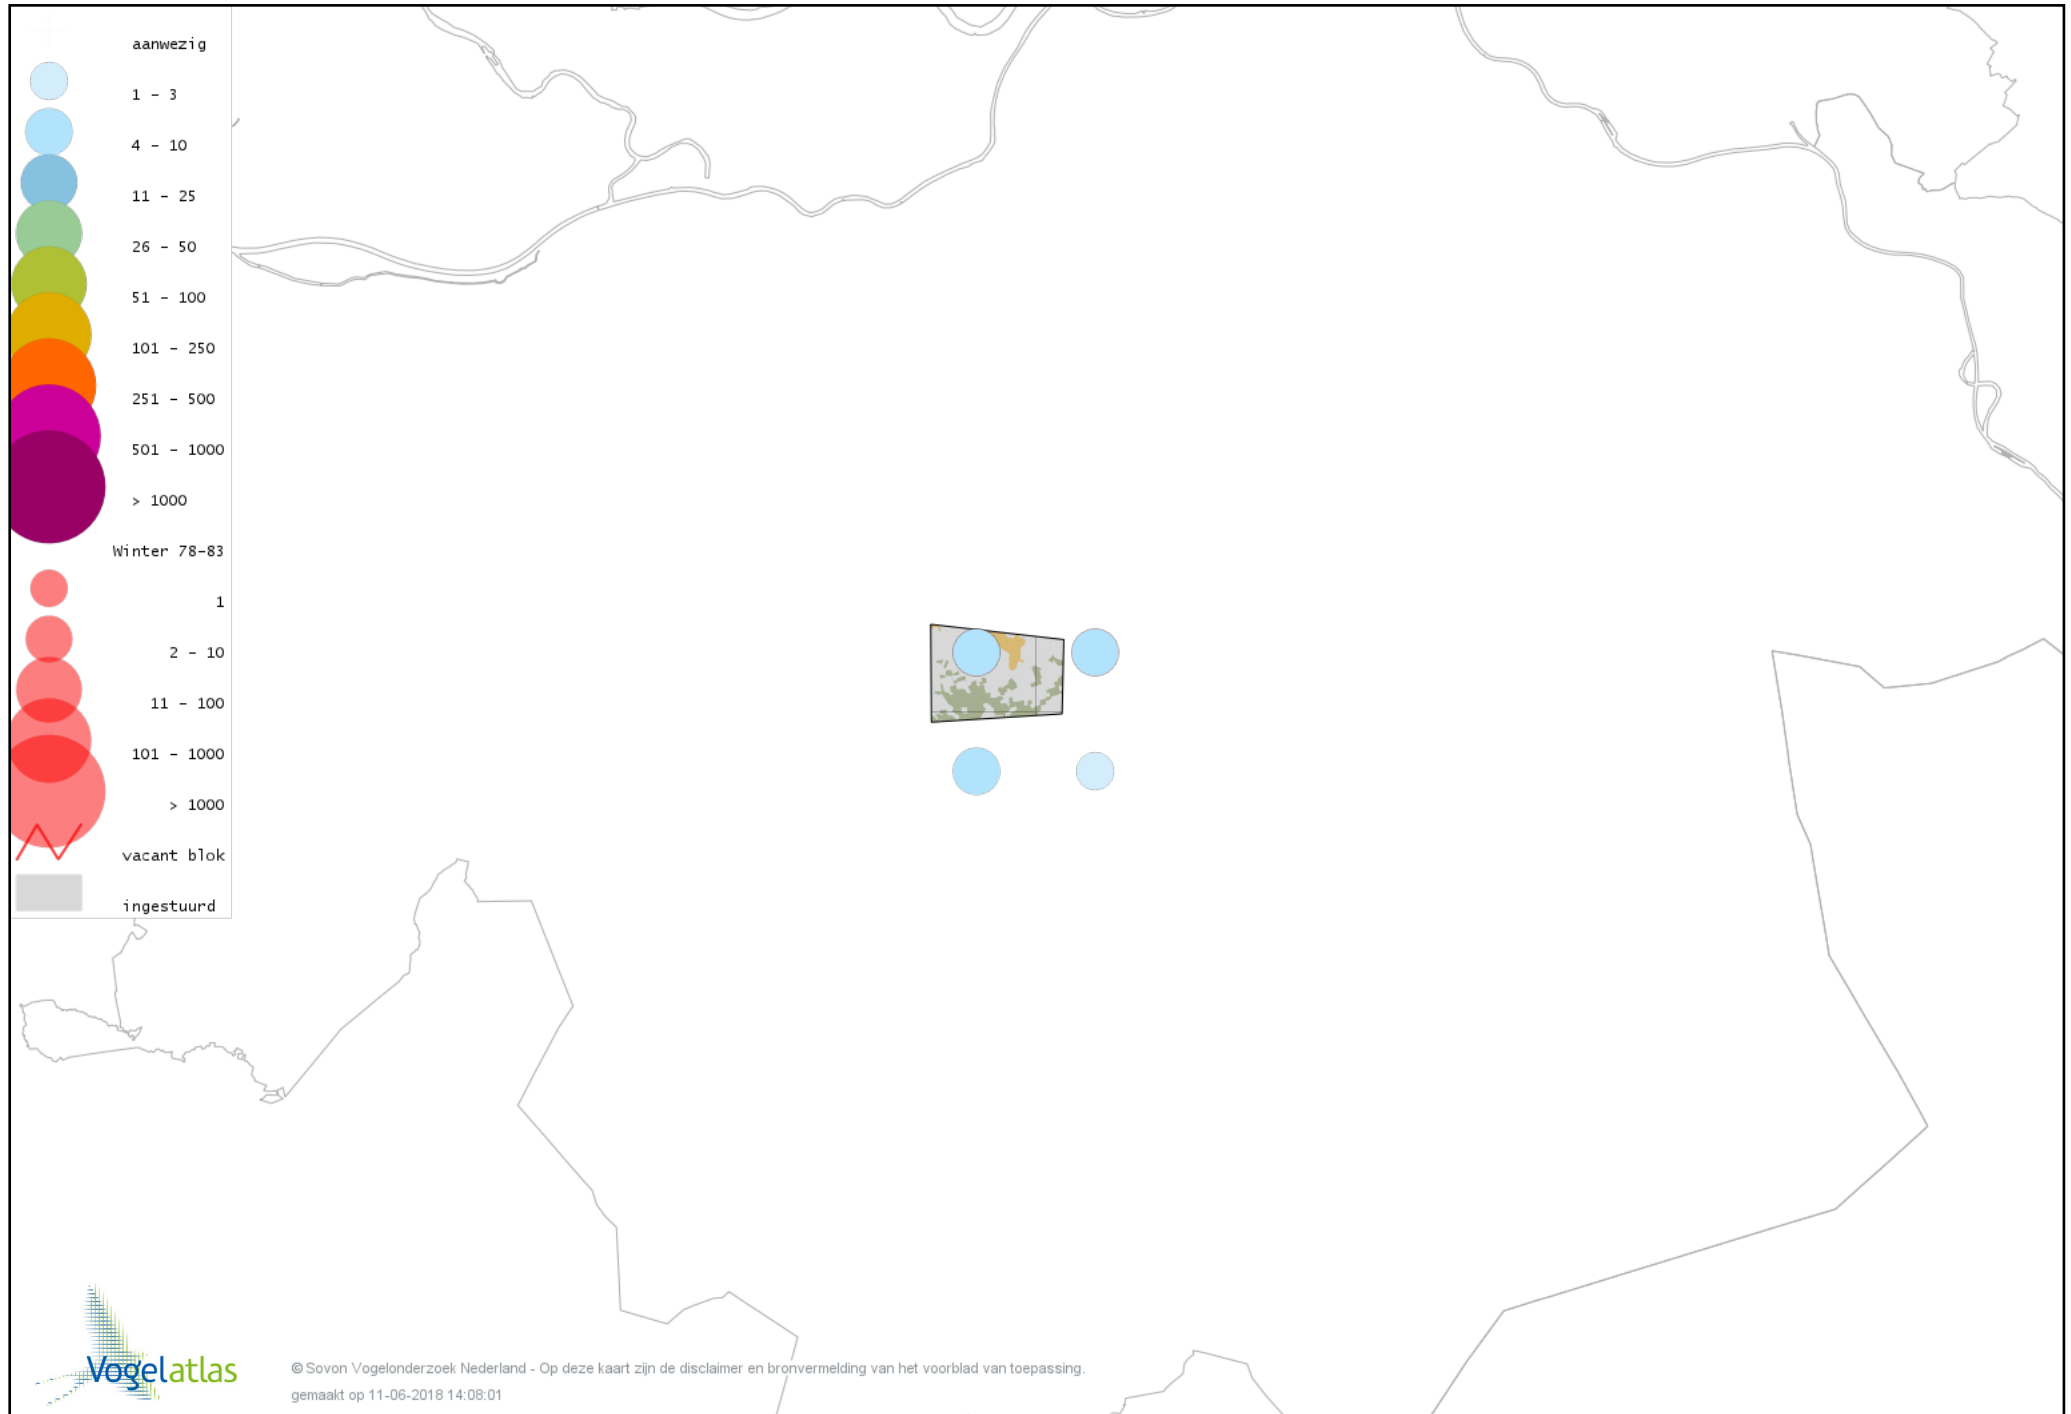 aanwezig
1 - 3
4 - 10
11 - 25
26 - 50
51 - 100
101 - 250
251 - 500
501 - 1000
> 1000
Winter 78-83
1
2 - 10
11 - 100
101 - 1000
> 1000
vacant blok
ingestuurd
Vogelatlas
© Sovon Vogelonderzoek Nederland - Op deze kaart zijn de disclaimer en bronvermelding van het voorblad van toepassing.
gemaakt op 11-06-2018 14:08:01